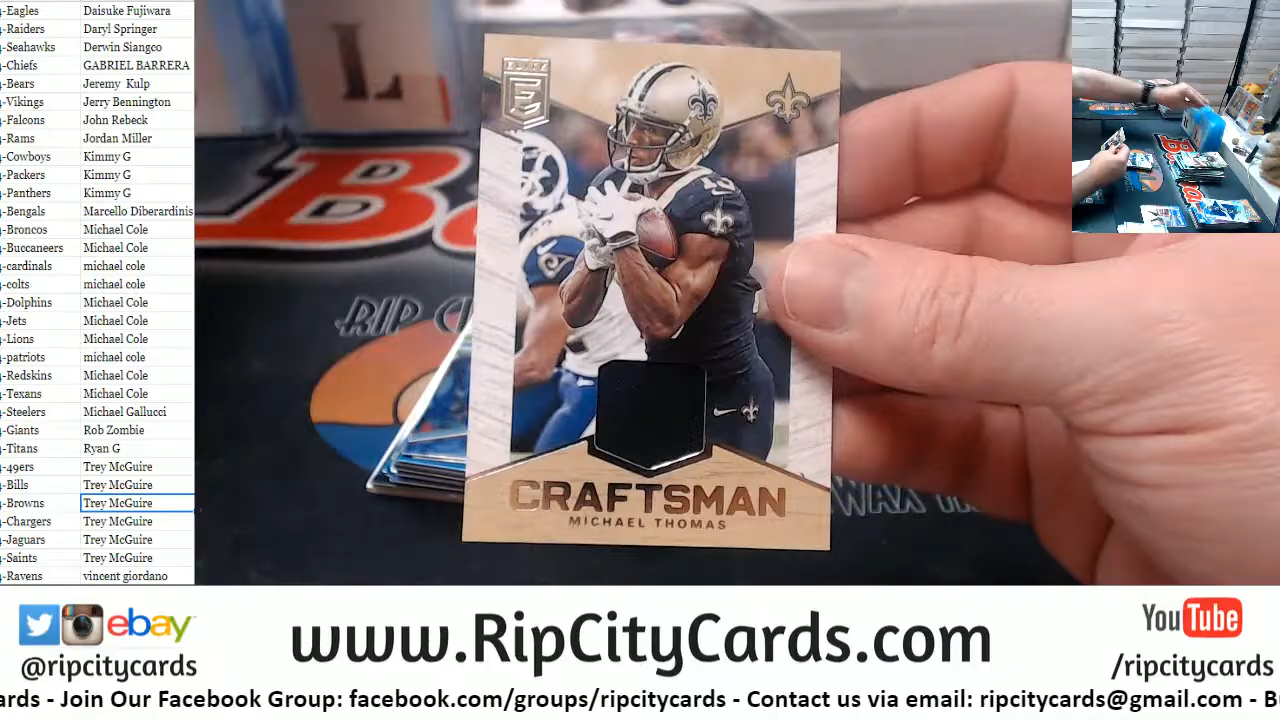 -Eagles Daisuke Fujiwara
-Raiders Daryl Springer
-Seahawks Derwin Siangco
-Chiefs GABRIEL BARRERA
-Bears Jeremy Kulp
-Vikings Jerry Bennington
-Falcons John Rebeck
-Rams Jordan Miller
-Cowboys Kimmy G
-Packers Kimmy G
-Panthers Kimmy G
-Bengals Marcello Diberardinis
-Broncos Michael Cole
-Buccaneers Michael Cole
-cardinals michael cole
-colts michael cole
-Dolphins Michael Cole
-Jets Michael Cole
-Lions Michael Cole
-patriots michael cole
-Redskins Michael Cole
-Texans Michael Cole
-Steelers Michael Gallucci
-Giants Rob Zombie
-Titans Ryan G
-49ers Trey McGuire
-Bills Trey McGuire
-Browns Trey McGuire
-Chargers Trey McGuire
-Jaguars Trey McGuire
-Saints Trey McGuire
-Ravens vincent giordano
RIP C
WAX
CRAFTSMAN
MICHAEL THOMAS
ebay
@ripcitycards
www.RipCityCards.com
YouTube
/ripcitycards
ards - Join Our Facebook Group: facebook.com/groups/ripcitycards - Contact us via email: ripcitycards@gmail.com - B